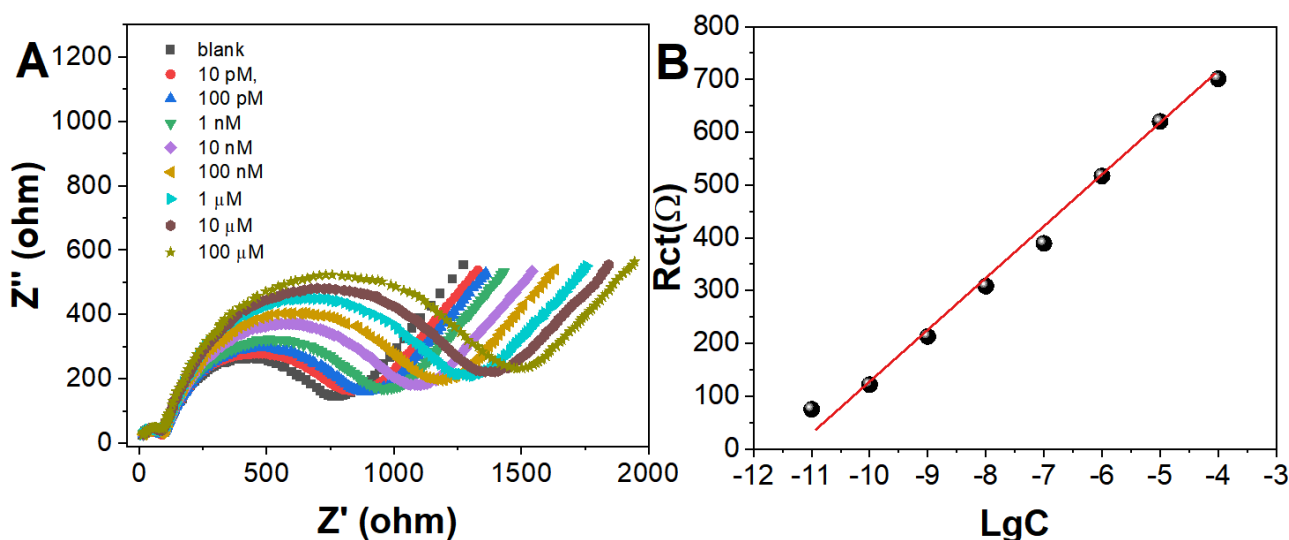 A
blank
10 pM,
100 pM
1 nM
10 nM
100 nM
1 μM
10 μM
100 μM
Z'' (ohm)
1200
1000
800
600
400
200
0
0 500 1000 1500 2000
Z' (ohm)
B
Rct(Ω)
800
700
600
500
400
300
200
100
0
-12 -11 -10 -9 -8 -7 -6 -5 -4 -3
LgC